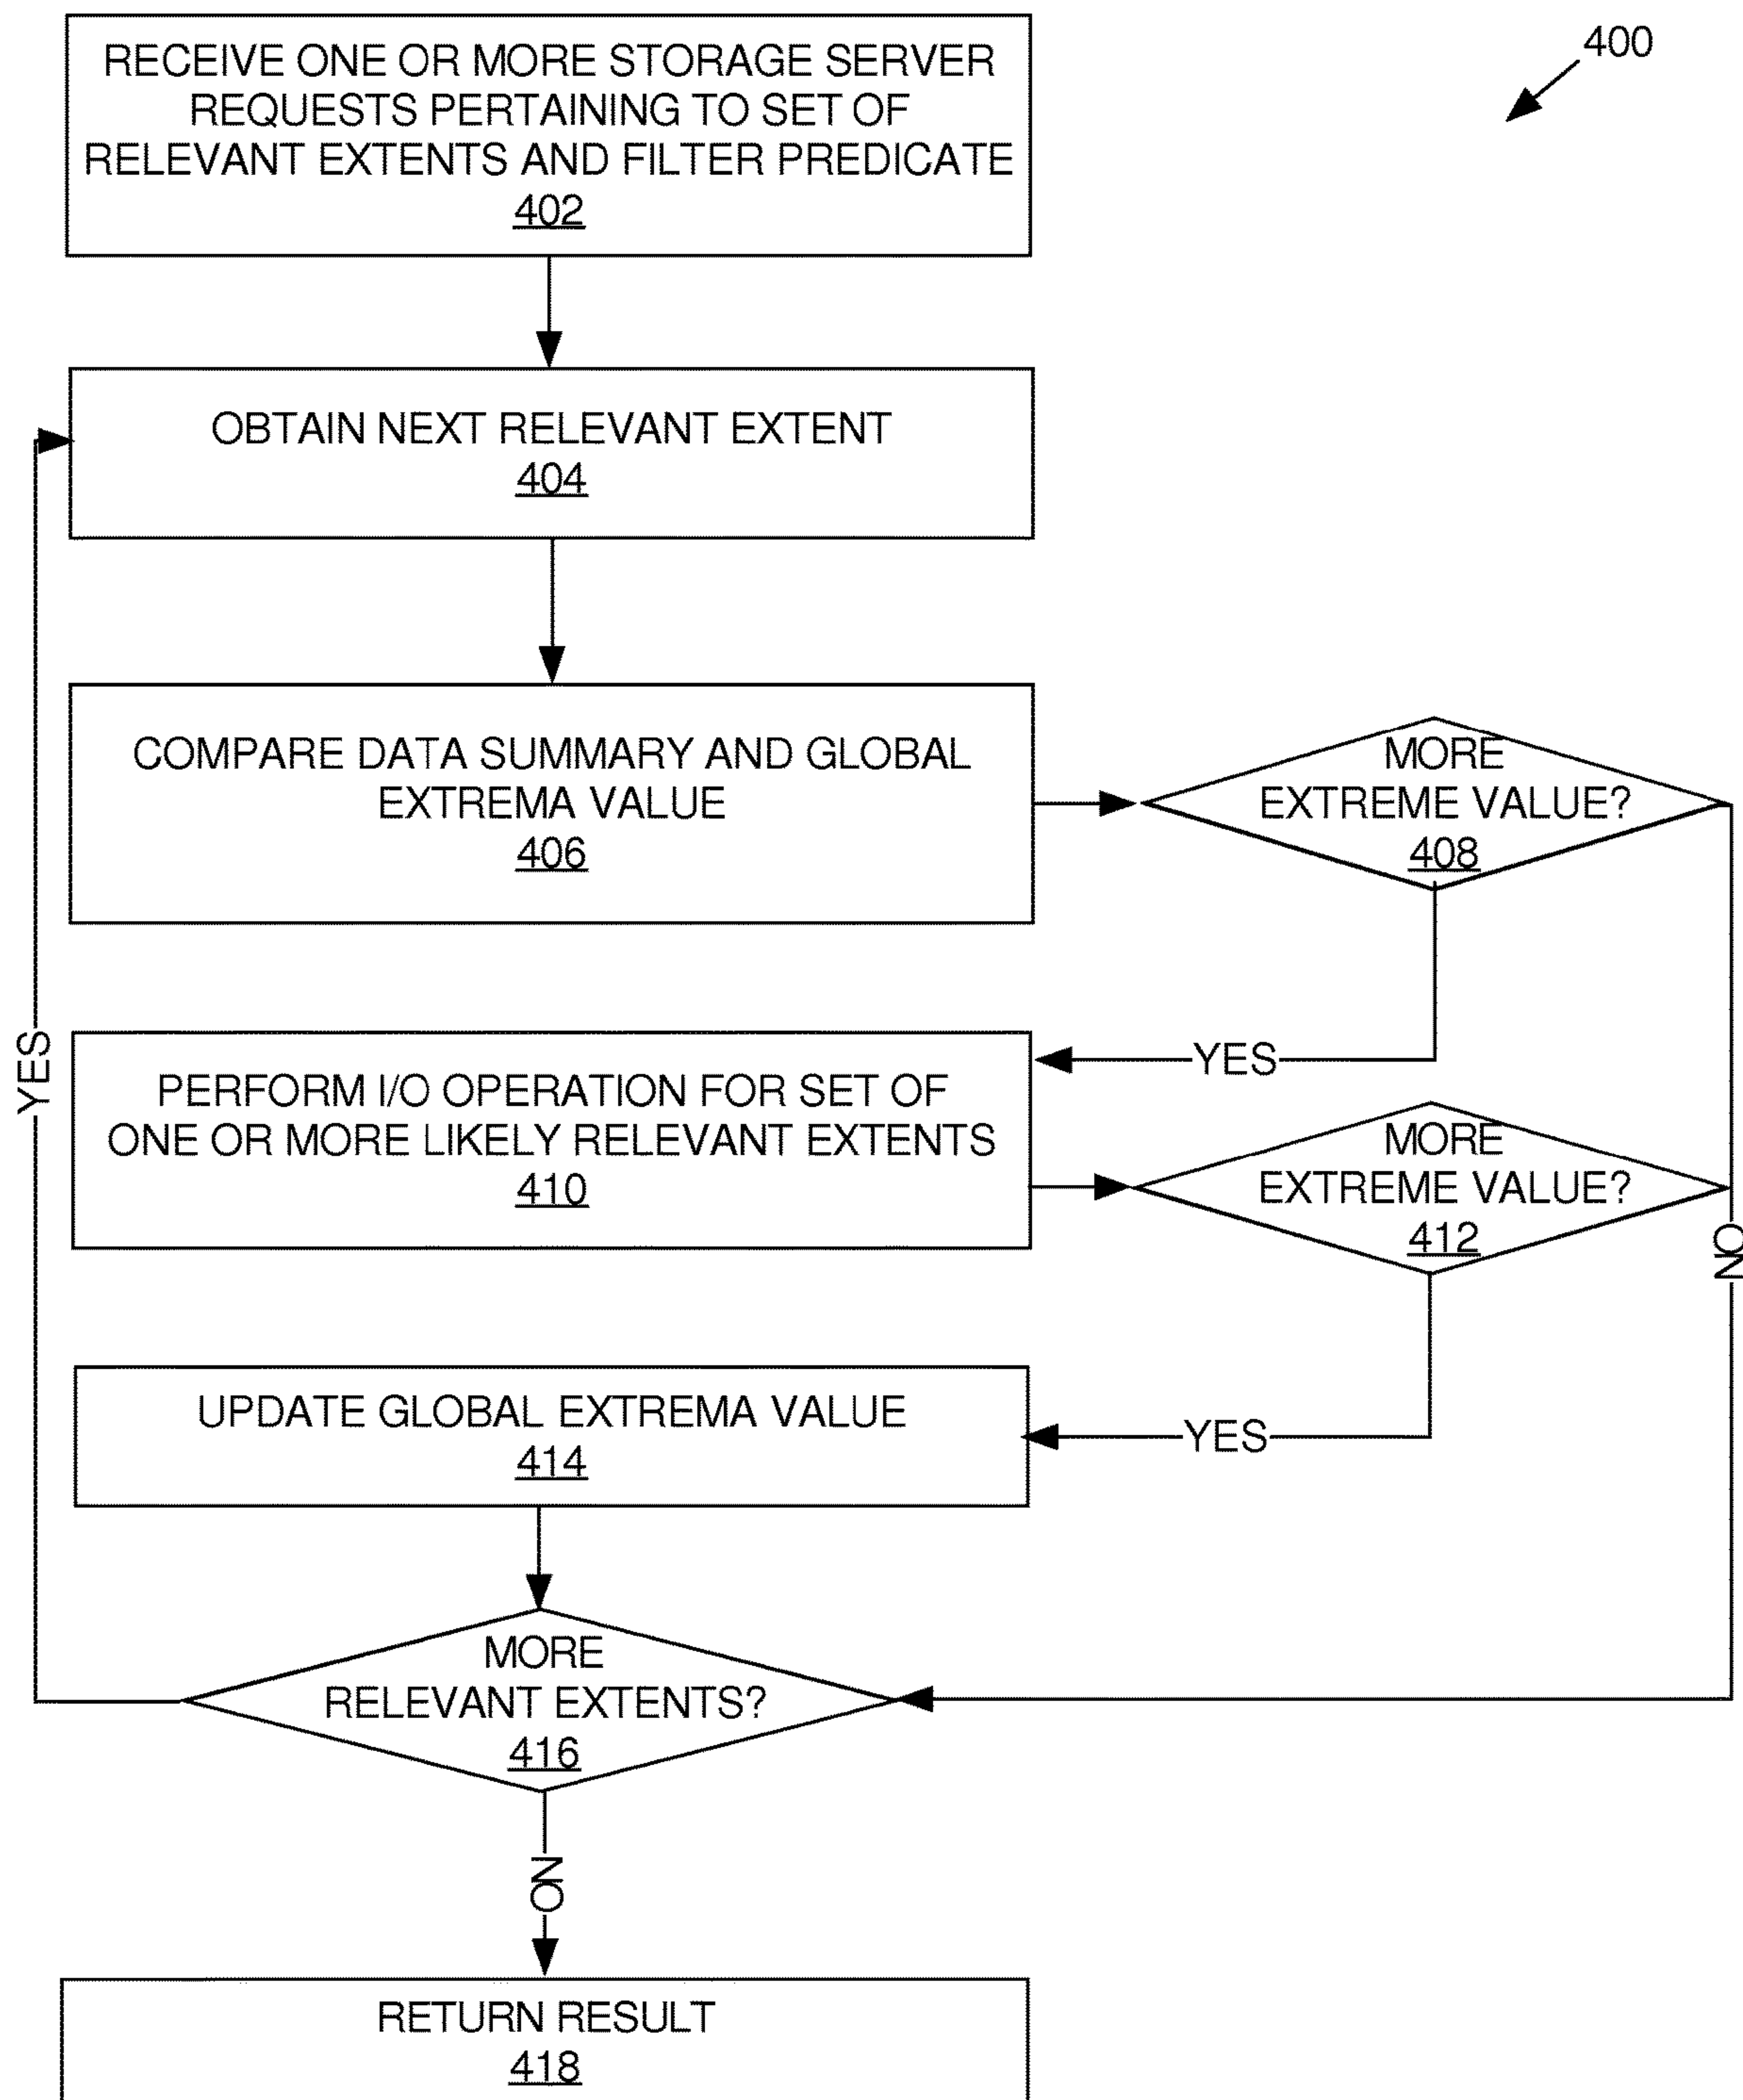 400
RECEIVE ONE OR MORE STORAGE SERVER
REQUESTS PERTAINING TO SET OF
RELEVANT EXTENTS AND FILTER PREDICATE
402
OBTAIN NEXT RELEVANT EXTENT
404
COMPARE DATA SUMMARY AND GLOBAL
EXTREMA VALUE
406
MORE
EXTREME VALUE?
408
YES
YES
PERFORM I/O OPERATION FOR SET OF
ONE OR MORE LIKELY RELEVANT EXTENTS
410
MORE
EXTREME VALUE?
412
NO
UPDATE GLOBAL EXTREMA VALUE
414
YES
MORE
RELEVANT EXTENTS?
416
NO
RETURN RESULT
418